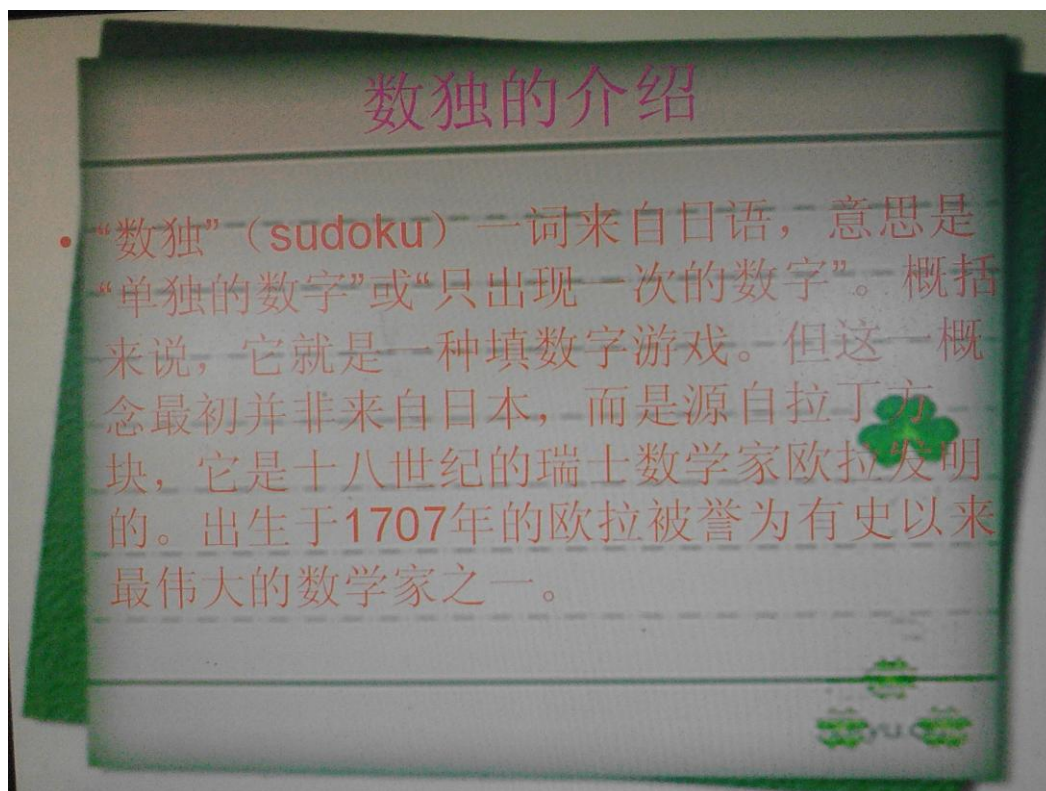 数独的介绍
• “数独”（sudoku）一词来自日语，意思是
“单独的数字”或“只出现一次的数字”。概括
来说，它就是一种填数字游戏。但这一概
念最初并非来自日本，而是源自拉丁方
块，它是十八世纪的瑞士数学家欧拉发明
的。出生于1707年的欧拉被誉为有史以来
最伟大的数学家之一。